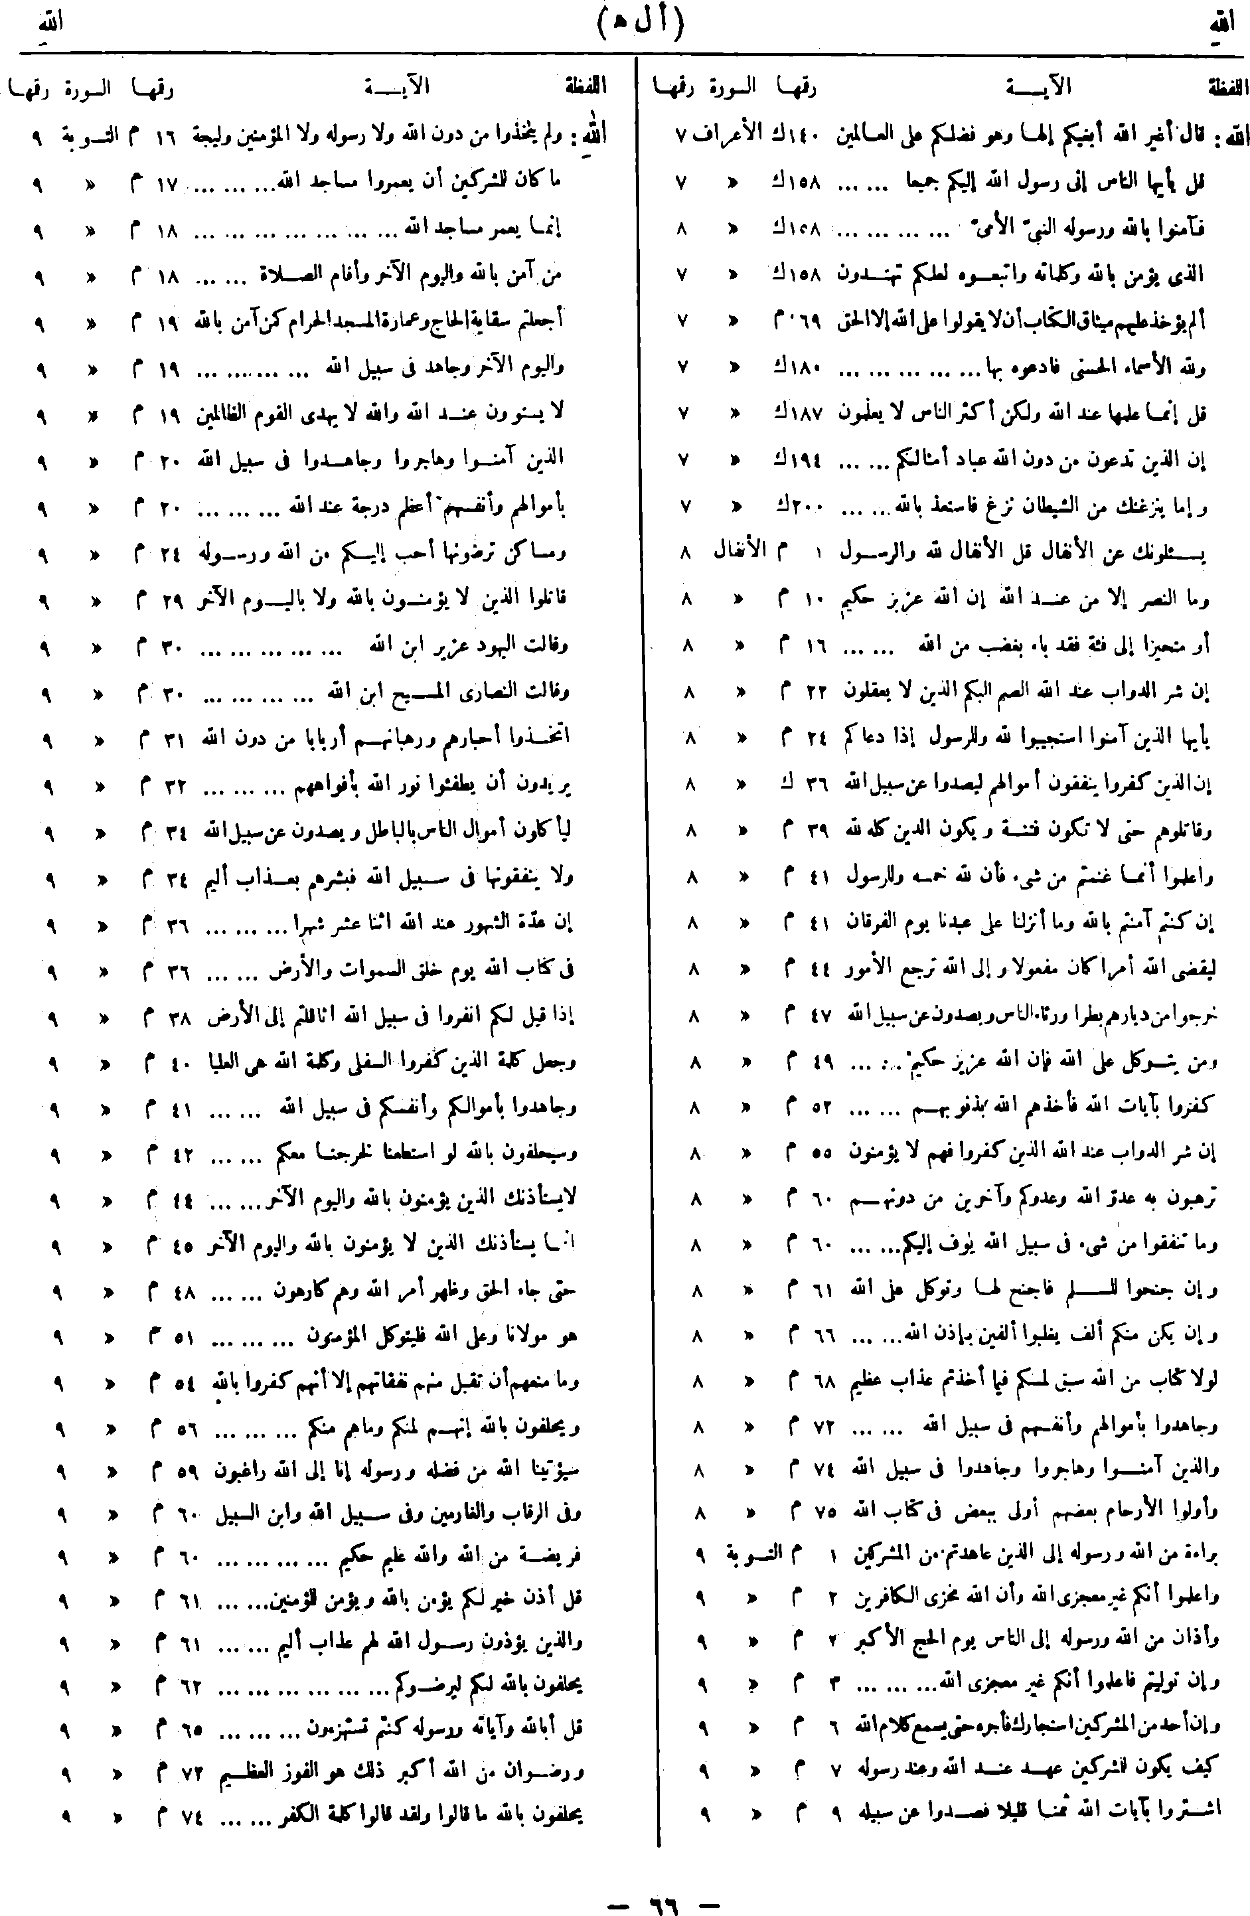 الله (أ ل ه) الله
اللفظة الآيـــة رقمها السورة رقمها
الله: قال أغير الله أبغيكم إلها وهو فضلكم على العالمين ١٤٠ ك الأعراف ٧
قل يأيها الناس إنى رسول الله إليكم جميعا ... ... ١٥٨ ك « ٧
فآمنوا بالله ورسوله النبىّ الأمىّ ... ... ... ... ١٥٨ ك « ٨
الذى يؤمن بالله وكلماته واتبعوه لعلكم تهتدون ١٥٨ ك « ٧
ألم يؤخذ عليهم ميثاق الكتاب أن لا يقولوا على الله إلا الحق ٠٦٩ م « ٧
ولله الأسماء الحسنى فادعوه بها ... ... ... ... ... ١٨٠ ك « ٧
قل إنما علمها عند الله ولكن أكثر الناس لا يعلمون ١٨٧ ك « ٧
إن الذين تدعون من دون الله عباد أمثالكم ... ... ١٩٤ ك « ٧
وإما ينزغنك من الشيطان نزغ فاستعذ بالله ... ... ٢٠٠ ك « ٧
يسئلونك عن الأنفال قل الأنفال لله والرسول ١ م الأنفال ٨
وما النصر إلا من عند الله إن الله عزيز حكيم ١٠ م « ٨
أو متحيزا إلى فئة فقد باء بغضب من الله ... ... ١٦ م « ٨
إن شر الدواب عند الله الصم البكم الذين لا يعقلون ٢٢ م « ٨
يأيها الذين آمنوا استجيبوا لله وللرسول إذا دعاكم ٢٤ م « ٨
إن الذين كفروا ينفقون أموالهم ليصدوا عن سبيل الله ٣٦ ك « ٨
وقاتلوهم حتى لا تكون فتنة ويكون الدين كله لله ٣٩ م « ٨
واعلموا أنما غنمتم من شىء فأن لله خمسه وللرسول ٤١ م « ٨
إن كنتم آمنتم بالله وما أنزلنا على عبدنا يوم الفرقان ٤١ م « ٨
ليقضى الله أمرا كان مفعولا وإلى الله ترجع الأمور ٤٤ م « ٨
خرجوا من ديارهم بطرا ورئاء الناس ويصدون عن سبيل الله ٤٧ م « ٨
ومن يتوكل على الله فإن الله عزيز حكيم ... ... ٤٩ م « ٨
كفروا بآيات الله فأخذهم الله بذنوبهم ... ... ٥٢ م « ٨
إن شر الدواب عند الله الذين كفروا فهم لا يؤمنون ٥٥ م « ٨
ترهبون به عدوّ الله وعدوكم وآخرين من دونهم ٦٠ م « ٨
وما تنفقوا من شىء فى سبيل الله يوف إليكم ... ... ٦٠ م « ٨
وإن جنحوا للسلم فاجنح لها وتوكل على الله ٦١ م « ٨
وإن يكن منكم ألف يغلبوا ألفين بإذن الله ... ... ٦٦ م « ٨
لولا كتاب من الله سبق لمسكم فيما أخذتم عذاب عظيم ٦٨ م « ٨
وجاهدوا بأموالهم وأنفسهم فى سبيل الله ... ... ٧٢ م « ٨
والذين آمنوا وهاجروا وجاهدوا فى سبيل الله ٧٤ م « ٨
وأولوا الأرحام بعضهم أولى ببعض فى كتاب الله ٧٥ م « ٨
براءة من الله ورسوله إلى الذين عاهدتم من المشركين ١ م التوبة ٩
واعلموا أنكم غير معجزى الله وأن الله مخزى الكافرين ٢ م « ٩
وأذان من الله ورسوله إلى الناس يوم الحج الأكبر ٢ م « ٩
وإن توليتم فاعلموا أنكم غير معجزى الله ... ... ... ٣ م « ٩
وإن أحد من المشركين استجارك فأجره حتى يسمع كلام الله ٦ م « ٩
كيف يكون للمشركين عهد عند الله وعند رسوله ٧ م « ٩
اشتروا بآيات الله ثمنا قليلا فصدوا عن سبيله ٩ م « ٩
اللفظة الآيـــة رقمها السورة رقمها
الله: ولم يتخذوا من دون الله ولا رسوله ولا المؤمنين وليجة ١٦ م التوبة ٩
ما كان للمشركين أن يعمروا مساجد الله ... ... ... ١٧ م « ٩
إنما يعمر مساجد الله ... ... ... ... ... ... ... ١٨ م « ٩
من آمن بالله واليوم الآخر وأقام الصلاة ... ... ١٨ م « ٩
أجعلتم سقاية الحاج وعمارة المسجد الحرام كمن آمن بالله ١٩ م « ٩
واليوم الآخر وجاهد فى سبيل الله ... ... ... ... ١٩ م « ٩
لا يستوون عند الله والله لا يهدى القوم الظالمين ١٩ م « ٩
الذين آمنوا وهاجروا وجاهدوا فى سبيل الله ٢٠ م « ٩
بأموالهم وأنفسهم أعظم درجة عند الله ... ... ... ٢٠ م « ٩
ومساكن ترضونها أحب إليكم من الله ورسوله ٢٤ م « ٩
قاتلوا الذين لا يؤمنون بالله ولا باليوم الآخر ٢٩ م « ٩
وقالت اليهود عزير ابن الله ... ... ... ... ... ٣٠ م « ٩
وقالت النصارى المسيح ابن الله ... ... ... ... ٣٠ م « ٩
اتخذوا أحبارهم ورهبانهم أربابا من دون الله ٣١ م « ٩
يريدون أن يطفئوا نور الله بأفواههم ... ... ... ٣٢ م « ٩
ليأكلون أموال الناس بالباطل ويصدون عن سبيل الله ٣٤ م « ٩
ولا ينفقونها فى سبيل الله فبشرهم بعذاب أليم ٣٤ م « ٩
إن عدّة الشهور عند الله اثنا عشر شهرا ... ... ... ٣٦ م « ٩
فى كتاب الله يوم خلق السموات والأرض ... ... ٣٦ م « ٩
إذا قيل لكم انفروا فى سبيل الله اثاقلتم إلى الأرض ٣٨ م « ٩
وجعل كلمة الذين كفروا السفلى وكلمة الله هى العليا ٤٠ م « ٩
وجاهدوا بأموالكم وأنفسكم فى سبيل الله ... ... ٤١ م « ٩
وسيحلفون بالله لو استطعنا لخرجنا معكم ... ... ٤٢ م « ٩
لا يستأذنك الذين يؤمنون بالله واليوم الآخر ... ... ٤٤ م « ٩
إنما يستأذنك الذين لا يؤمنون بالله واليوم الآخر ٤٥ م « ٩
حتى جاء الحق وظهر أمر الله وهم كارهون ... ... ٤٨ م « ٩
هو مولانا وعلى الله فليتوكل المؤمنون ... ... ... ٥١ م « ٩
وما منعهم أن تقبل منهم نفقاتهم إلا أنهم كفروا بالله ٥٤ م « ٩
ويحلفون بالله إنهم لمنكم وما هم منكم ... ... ... ٥٦ م « ٩
سيؤتينا الله من فضله ورسوله إنا إلى الله راغبون ٥٩ م « ٩
وفى الرقاب والغارمين وفى سبيل الله وابن السبيل ٦٠ م « ٩
فريضة من الله والله عليم حكيم ... ... ... ... ٦٠ م « ٩
قل أذن خير لكم يؤمن بالله ويؤمن للمؤمنين ... ... ٦١ م « ٩
والذين يؤذون رسول الله لهم عذاب أليم ... ... ٦١ م « ٩
يحلفون بالله لكم ليرضوكم ... ... ... ... ... ... ٦٢ م « ٩
قل أبالله وآياته ورسوله كنتم تستهزءون ... ... ... ٦٥ م « ٩
ورضوان من الله أكبر ذلك هو الفوز العظيم ٧٢ م « ٩
يحلفون بالله ما قالوا ولقد قالوا كلمة الكفر ... ... ٧٤ م « ٩
— ٦٦ —